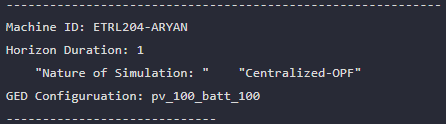 ------------------------------------------------------------
Machine ID: ETRL204-ARYAN
Horizon Duration: 1
    "Nature of Simulation: "    "Centralized-OPF"
GED Configuruation: pv_100_batt_100
-----------------------------